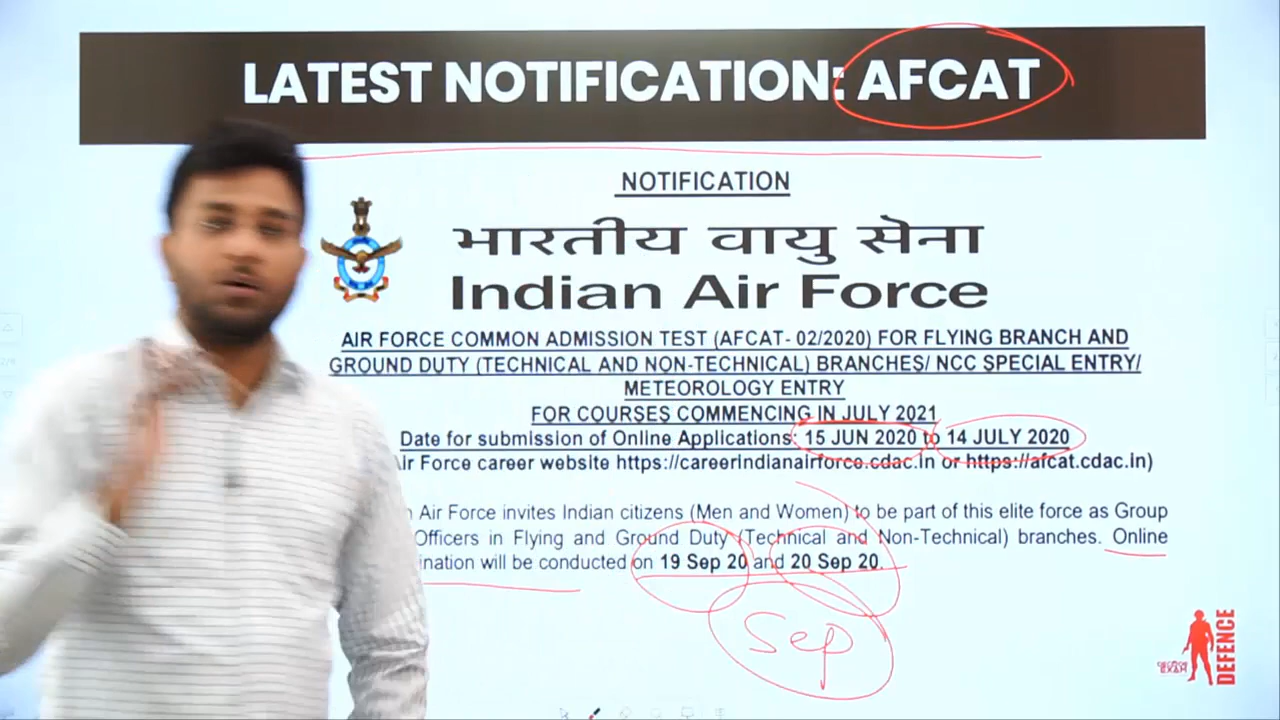 LATEST NOTIFICATION: AFCAT
NOTIFICATION
भारतीय वायु सेना
Indian Air Force
AIR FORCE COMMON ADMISSION TEST (AFCAT- 02/2020) FOR FLYING BRANCH AND
GROUND DUTY (TECHNICAL AND NON-TECHNICAL) BRANCHES/ NCC SPECIAL ENTRY/
METEOROLOGY ENTRY
FOR COURSES COMMENCING IN JULY 2021
Date for submission of Online Applications: 15 JUN 2020 to 14 JULY 2020
ir Force career website https://careerindianairforce.cdac.in or https://afcat.cdac.in)
Air Force invites Indian citizens (Men and Women) to be part of this elite force as Group
Officers in Flying and Ground Duty (Technical and Non-Technical) branches. Online
ination will be conducted on 19 Sep 20 and 20 Sep 20.
Sep
DEFENCE